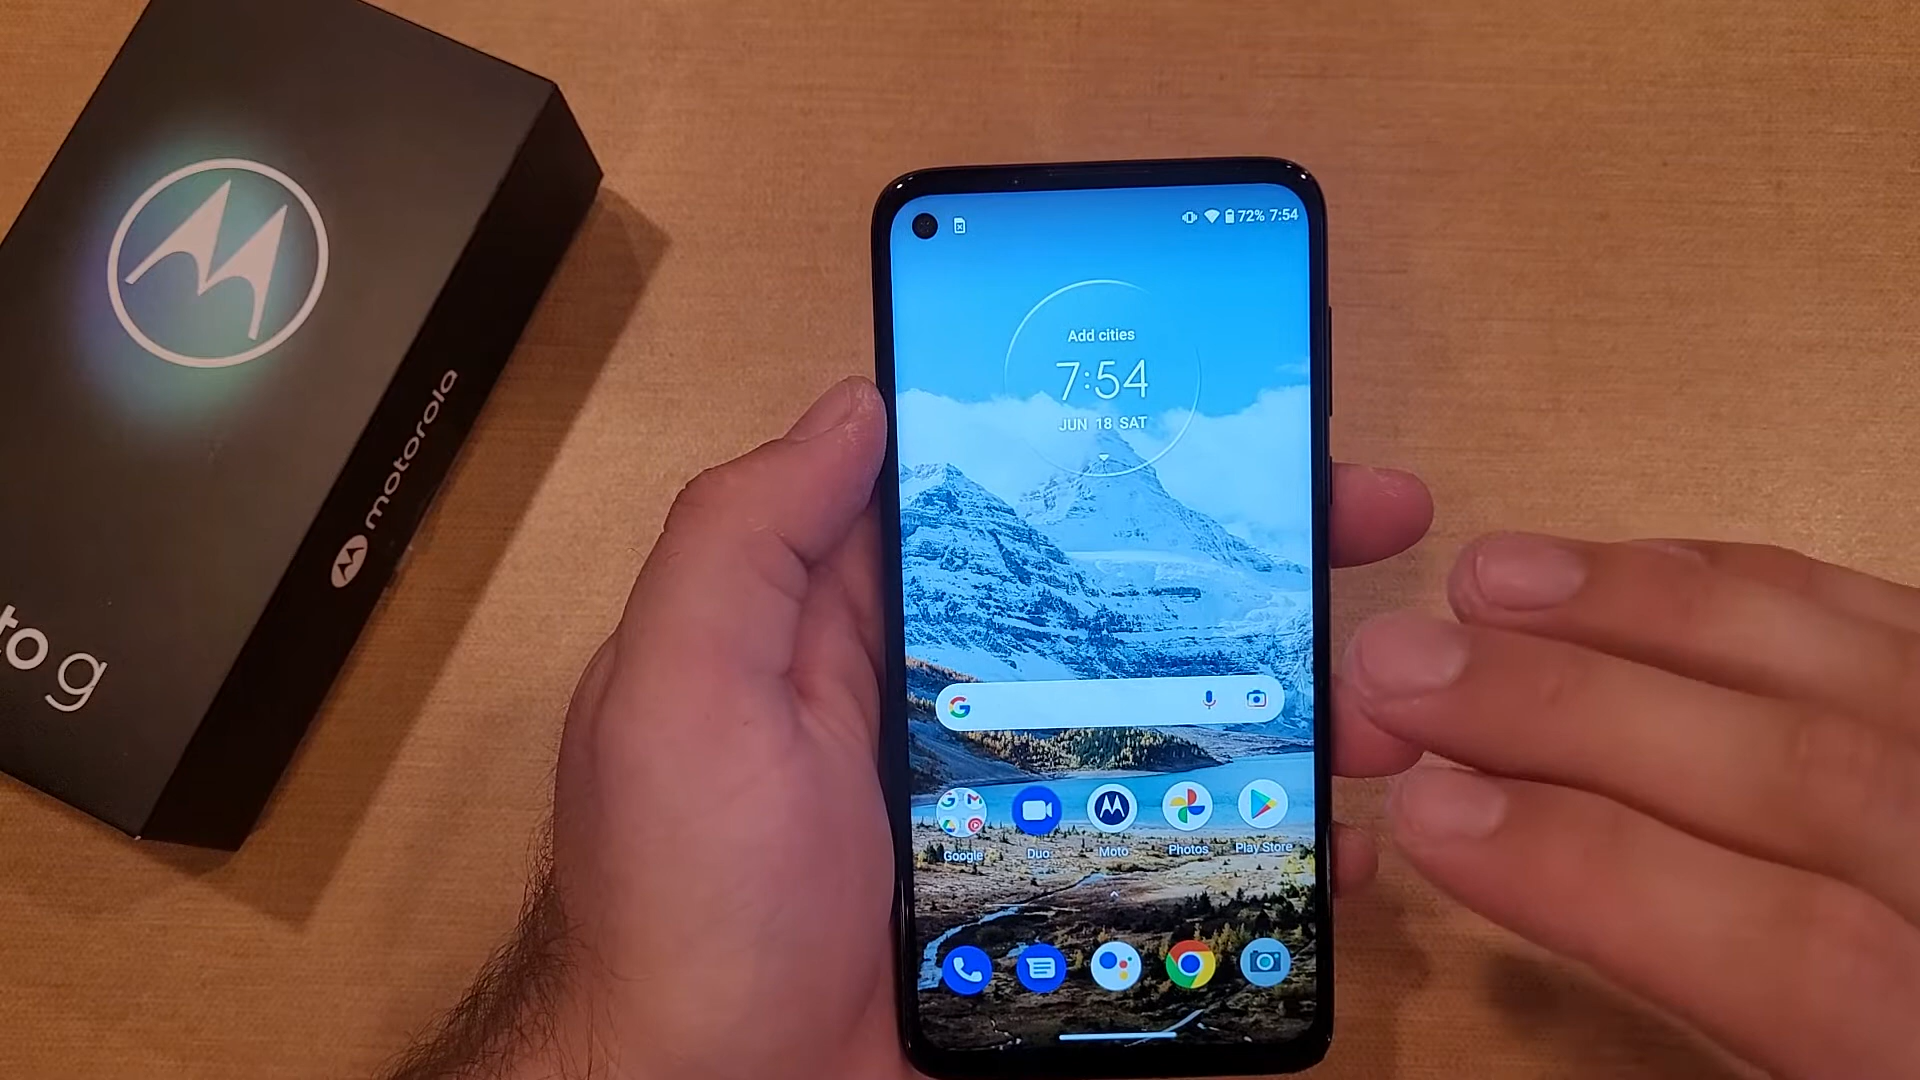 motorola
to g
72% 7:54
Add cities
7:54
JUN 18 SAT
Google
Duo
Moto
Photos
Play Store